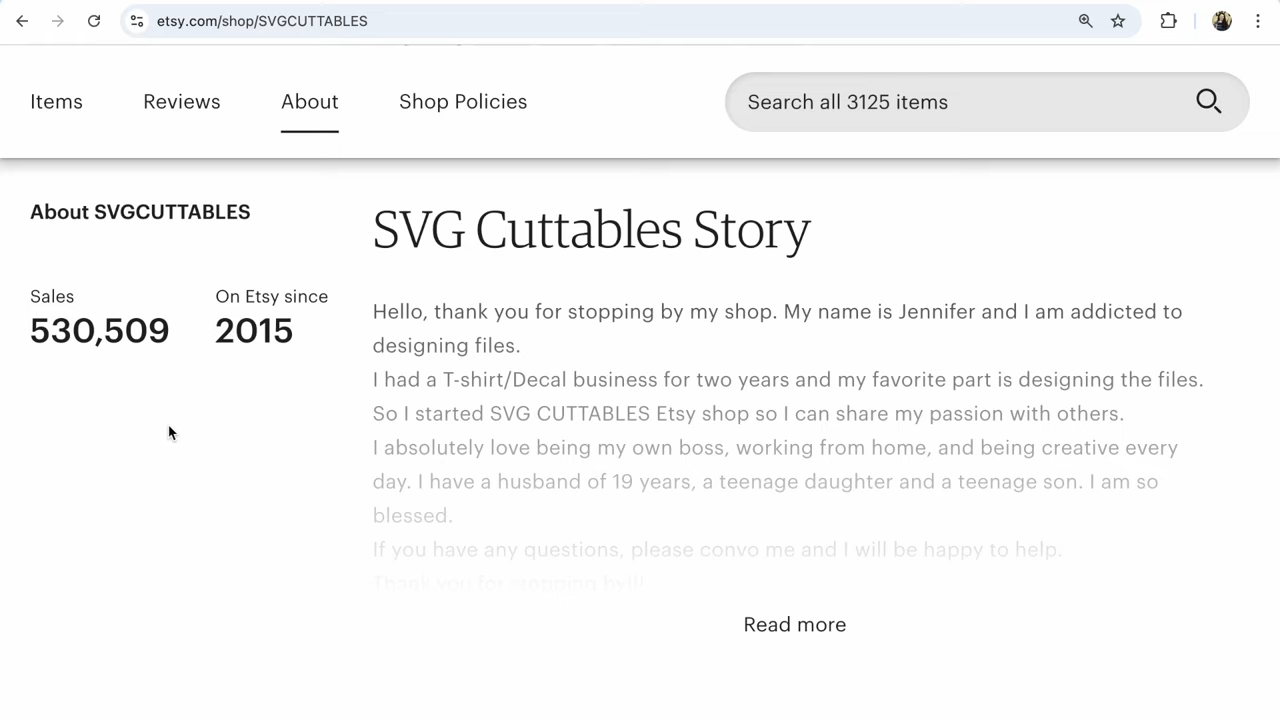 etsy.com/shop/SVGCUTTABLES
Items Reviews About Shop Policies
Search all 3125 items
About SVGCUTTABLES
Sales On Etsy since
530,509 2015
SVG Cuttables Story
Hello, thank you for stopping by my shop. My name is Jennifer and I am addicted to
designing files.
I had a T-shirt/Decal business for two years and my favorite part is designing the files.
So I started SVG CUTTABLES Etsy shop so I can share my passion with others.
I absolutely love being my own boss, working from home, and being creative every
day. I have a husband of 19 years, a teenage daughter and a teenage son. I am so
blessed.
If you have any questions, please convo me and I will be happy to help.
Thank you for stopping by!!!
Read more